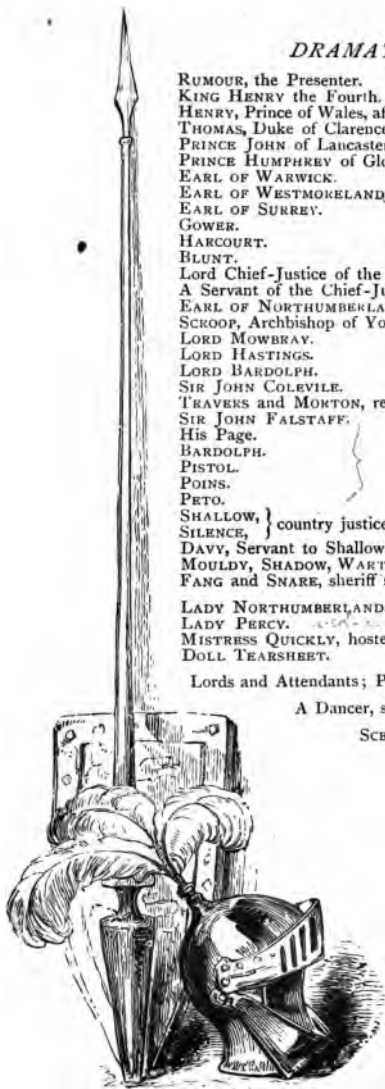 DRAMA
RUMOUR, the Presenter.
KING HENRY the Fourth.
HENRY, Prince of Wales, af
THOMAS, Duke of Clarence
PRINCE JOHN of Lancaster
PRINCE HUMPHREY of Glo
EARL OF WARWICK.
EARL OF WESTMORELAND
EARL OF SURREY.
GOWER.
HARCOURT.
BLUNT.
Lord Chief-Justice of the
A Servant of the Chief-Ju
EARL OF NORTHUMBERLA
SCROOP, Archbishop of Yo
LORD MOWBRAY.
LORD HASTINGS.
LORD BARDOLPH.
SIR JOHN COLEVILE.
TRAVERS and MORTON, re
SIR JOHN FALSTAFF.
His Page.
BARDOLPH.
PISTOL.
POINS.
PETO.
SHALLOW,
SILENCE, } country justice
DAVY, Servant to Shallow
MOULDY, SHADOW, WART
FANG and SNARE, sheriff
LADY NORTHUMBERLAND
LADY PERCY.
MISTRESS QUICKLY, hoste
DOLL TEARSHEET.
Lords and Attendants; P
A Dancer, s
SCE